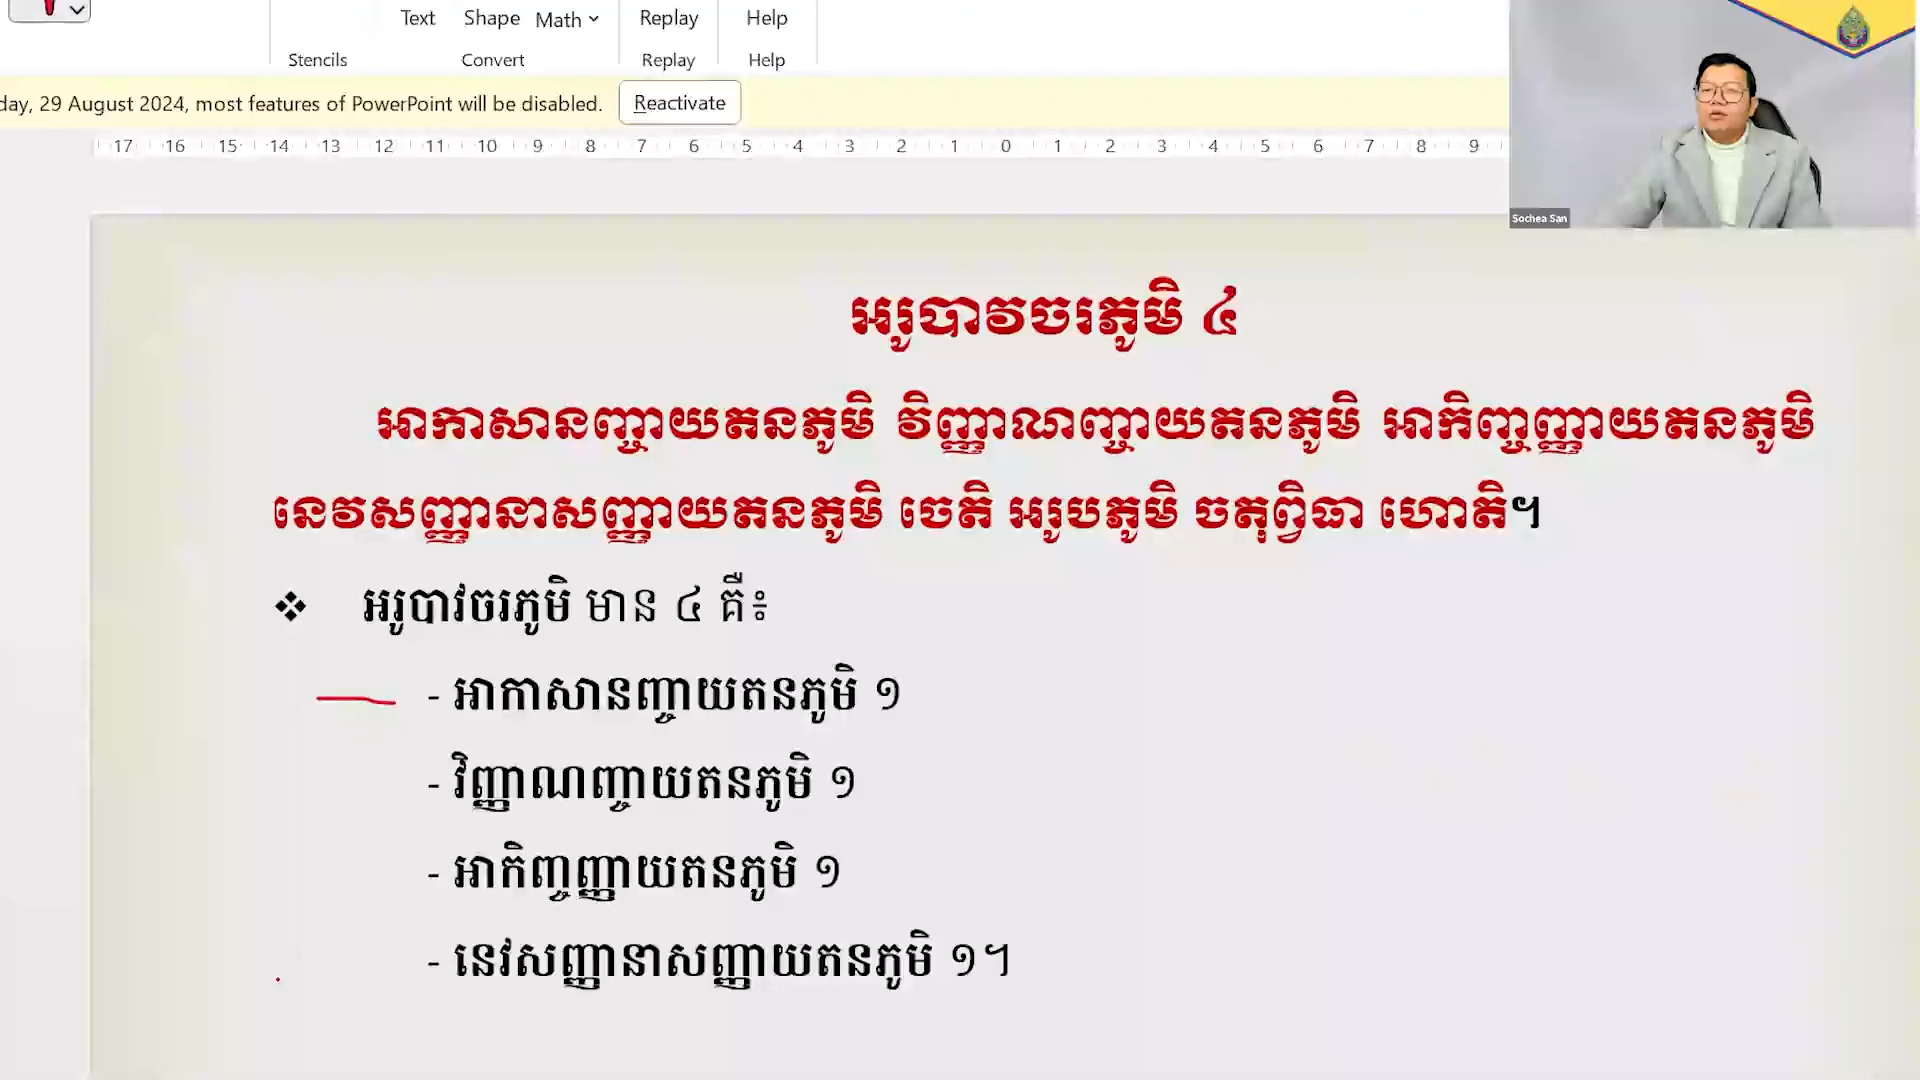 Text Shape Math Replay Help
Stencils Convert Replay Help
day, 29 August 2024, most features of PowerPoint will be disabled. Reactivate
17 16 15 14 13 12 11 10 9 8 7 6 5 4 3 2 1 0 1 2 3 4 5 6 7 8 9
Sochea San
អរូបាវចរភូមិ ៤
អាកាសានញ្ចាយតនភូមិ វិញ្ញាណញ្ចាយតនភូមិ អាកិញ្ចញ្ញាយតនភូមិ
នេវសញ្ញានាសញ្ញាយតនភូមិ ចេតិ អរូបភូមិ ចតុព្វិធា ហោតិ។
❖ អរូបាវចរភូមិ មាន ៤ គឺ៖
- អាកាសានញ្ចាយតនភូមិ ១
- វិញ្ញាណញ្ចាយតនភូមិ ១
- អាកិញ្ចញ្ញាយតនភូមិ ១
- នេវសញ្ញានាសញ្ញាយតនភូមិ ១។